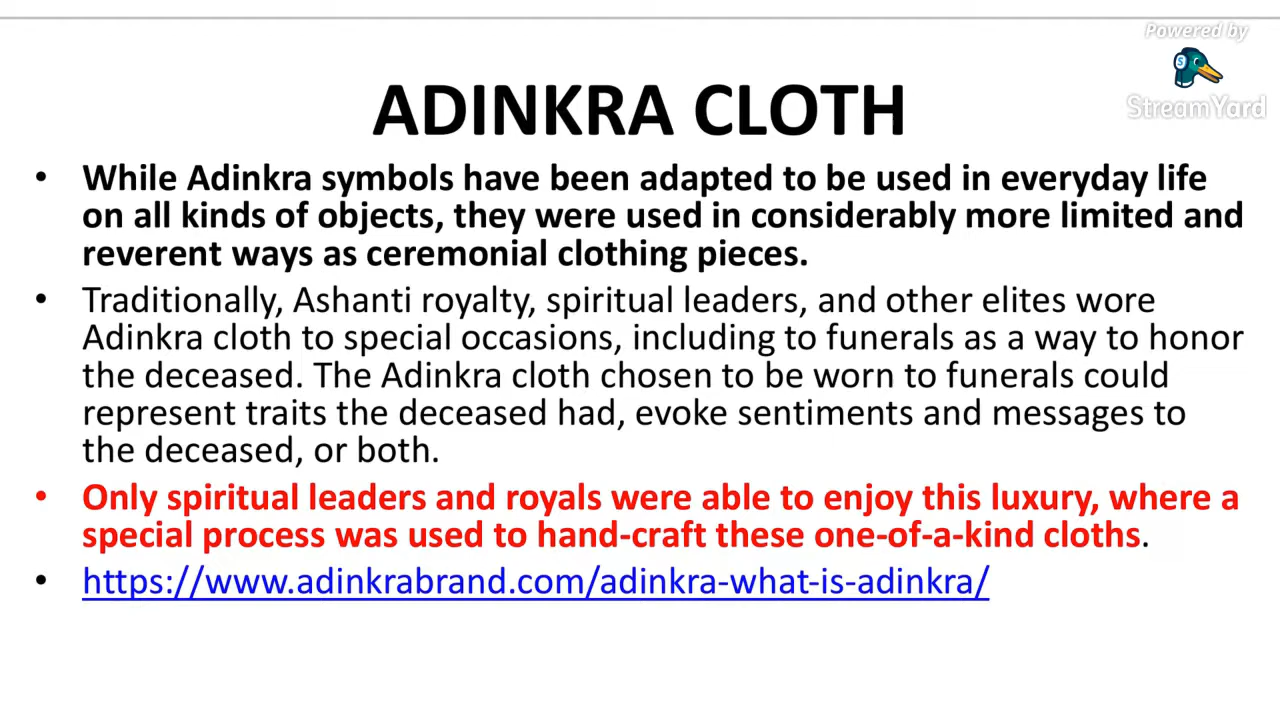 Powered by
StreamYard
ADINKRA CLOTH
• While Adinkra symbols have been adapted to be used in everyday life
on all kinds of objects, they were used in considerably more limited and
reverent ways as ceremonial clothing pieces.
• Traditionally, Ashanti royalty, spiritual leaders, and other elites wore
Adinkra cloth to special occasions, including to funerals as a way to honor
the deceased. The Adinkra cloth chosen to be worn to funerals could
represent traits the deceased had, evoke sentiments and messages to
the deceased, or both.
• Only spiritual leaders and royals were able to enjoy this luxury, where a
special process was used to hand-craft these one-of-a-kind cloths.
• https://www.adinkrabrand.com/adinkra-what-is-adinkra/